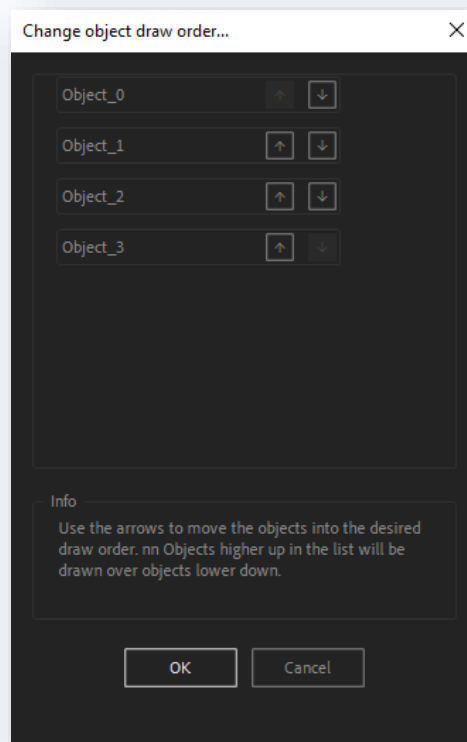 Change object draw order...
Object_0
Object_1
Object_2
Object_3
Info
Use the arrows to move the objects into the desired
draw order. nn Objects higher up in the list will be
drawn over objects lower down.
OK
Cancel